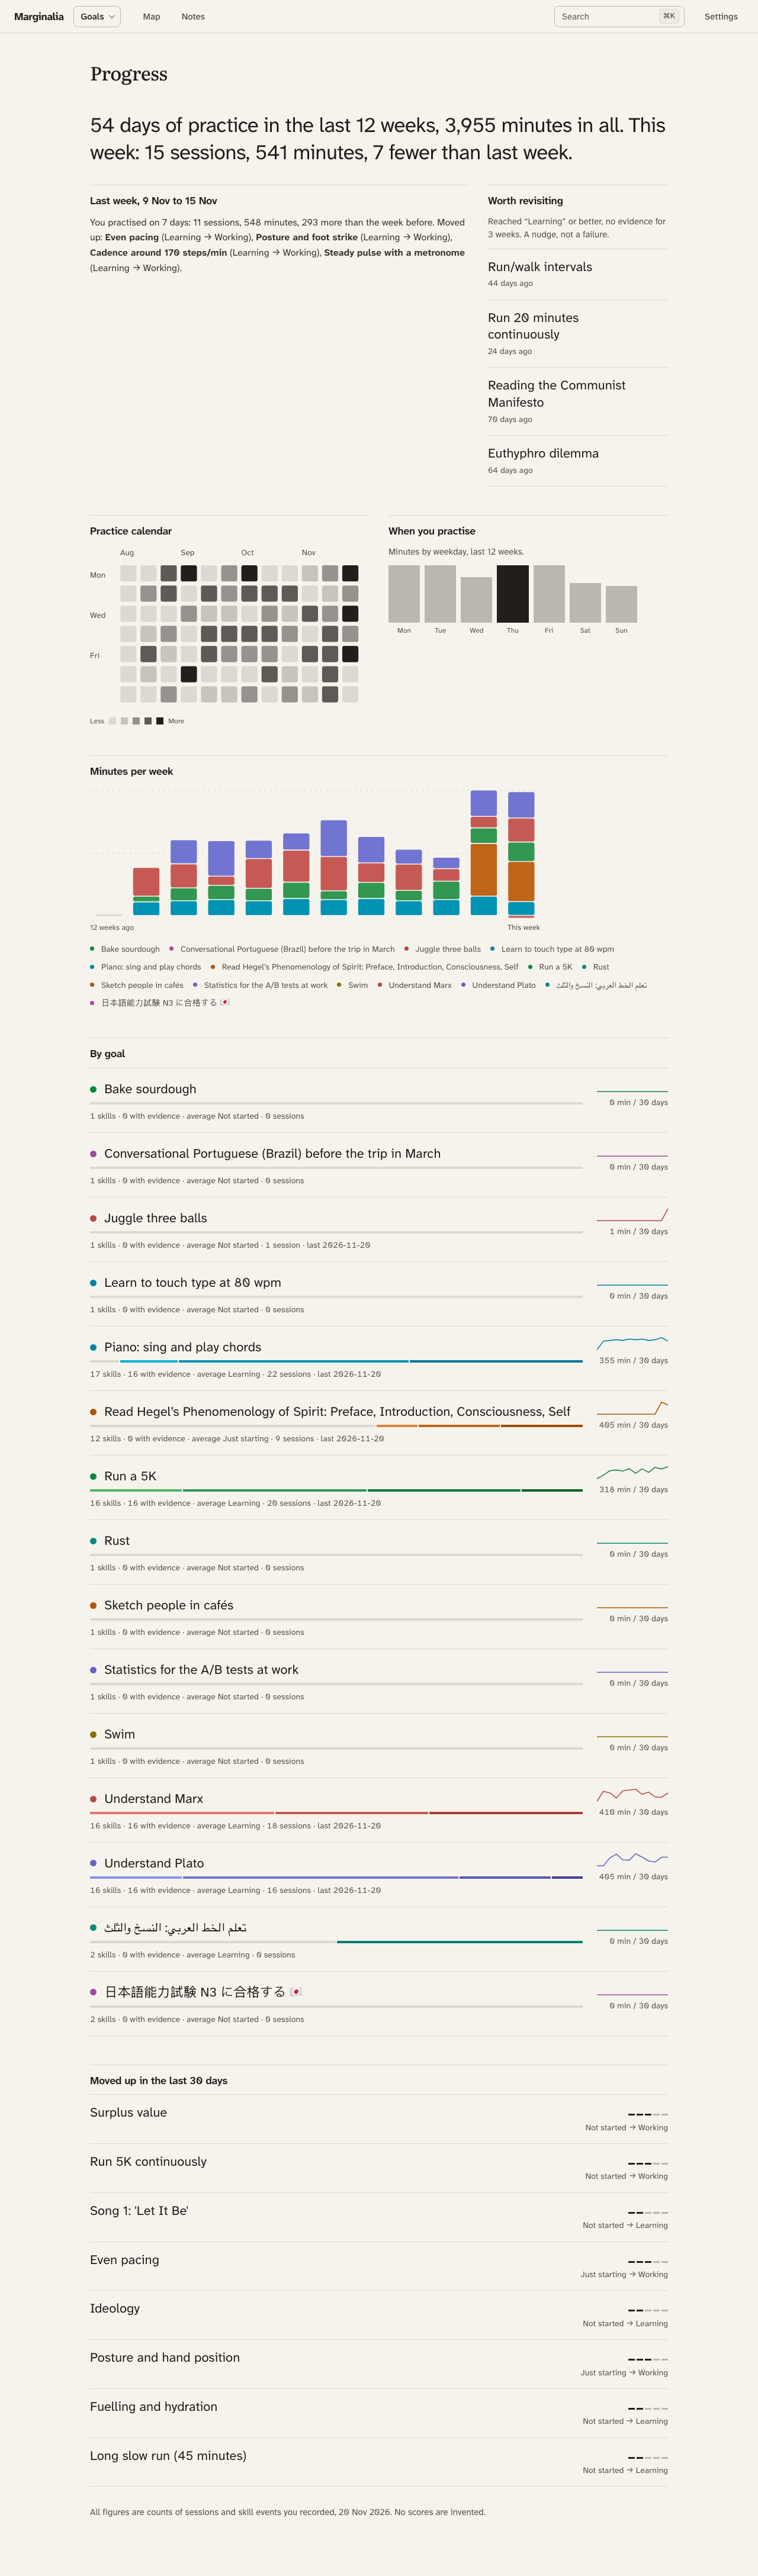 Marginalia
Goals
Map
Notes
Search
⌘K
Settings
Progress
54 days of practice in the last 12 weeks, 3,955 minutes in all. This
week: 15 sessions, 541 minutes, 7 fewer than last week.
Last week, 9 Nov to 15 Nov
You practised on 7 days: 11 sessions, 548 minutes, 293 more than the week before. Moved
up: Even pacing (Learning → Working), Posture and foot strike (Learning → Working),
Cadence around 170 steps/min (Learning → Working), Steady pulse with a metronome
(Learning → Working).
Worth revisiting
Reached “Learning” or better, no evidence for
3 weeks. A nudge, not a failure.
Run/walk intervals
44 days ago
Run 20 minutes
continuously
24 days ago
Reading the Communist
Manifesto
70 days ago
Euthyphro dilemma
64 days ago
Practice calendar
Aug Sep Oct Nov
Mon
Wed
Fri
Less More
When you practise
Minutes by weekday, last 12 weeks.
Mon Tue Wed Thu Fri Sat Sun
Minutes per week
12 weeks ago This week
Bake sourdough Conversational Portuguese (Brazil) before the trip in March Juggle three balls Learn to touch type at 80 wpm
Piano: sing and play chords Read Hegel’s Phenomenology of Spirit: Preface, Introduction, Consciousness, Self Run a 5K Rust
Sketch people in cafés Statistics for the A/B tests at work Swim Understand Marx Understand Plato تعلم الخط العربي: النسخ والثلث
日本語能力試験 N3 に合格する 🇯🇵
By goal
Bake sourdough
0 min / 30 days
1 skills · 0 with evidence · average Not started · 0 sessions
Conversational Portuguese (Brazil) before the trip in March
0 min / 30 days
1 skills · 0 with evidence · average Not started · 0 sessions
Juggle three balls
1 min / 30 days
1 skills · 0 with evidence · average Not started · 1 session · last 2026-11-20
Learn to touch type at 80 wpm
0 min / 30 days
1 skills · 0 with evidence · average Not started · 0 sessions
Piano: sing and play chords
355 min / 30 days
17 skills · 16 with evidence · average Learning · 22 sessions · last 2026-11-20
Read Hegel’s Phenomenology of Spirit: Preface, Introduction, Consciousness, Self
405 min / 30 days
12 skills · 0 with evidence · average Just starting · 9 sessions · last 2026-11-20
Run a 5K
318 min / 30 days
16 skills · 16 with evidence · average Learning · 20 sessions · last 2026-11-20
Rust
0 min / 30 days
1 skills · 0 with evidence · average Not started · 0 sessions
Sketch people in cafés
0 min / 30 days
1 skills · 0 with evidence · average Not started · 0 sessions
Statistics for the A/B tests at work
0 min / 30 days
1 skills · 0 with evidence · average Not started · 0 sessions
Swim
0 min / 30 days
1 skills · 0 with evidence · average Not started · 0 sessions
Understand Marx
410 min / 30 days
16 skills · 16 with evidence · average Learning · 18 sessions · last 2026-11-20
Understand Plato
405 min / 30 days
16 skills · 16 with evidence · average Learning · 16 sessions · last 2026-11-20
تعلم الخط العربي: النسخ والثلث
0 min / 30 days
2 skills · 0 with evidence · average Learning · 0 sessions
日本語能力試験 N3 に合格する 🇯🇵
0 min / 30 days
2 skills · 0 with evidence · average Not started · 0 sessions
Moved up in the last 30 days
Surplus value
Not started → Working
Run 5K continuously
Not started → Working
Song 1: 'Let It Be'
Not started → Learning
Even pacing
Just starting → Working
Ideology
Not started → Learning
Posture and hand position
Just starting → Working
Fuelling and hydration
Not started → Learning
Long slow run (45 minutes)
Not started → Learning
All figures are counts of sessions and skill events you recorded, 20 Nov 2026. No scores are invented.